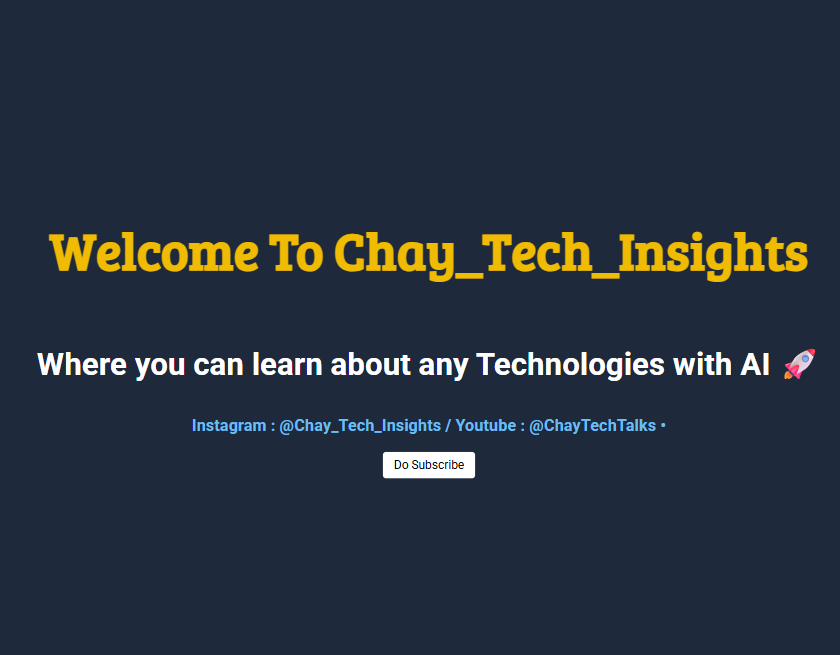 Welcome To Chay_Tech_Insights
Where you can learn about any Technologies with AI 🚀
Instagram : @Chay_Tech_Insights / Youtube : @ChayTechTalks •
Do Subscribe